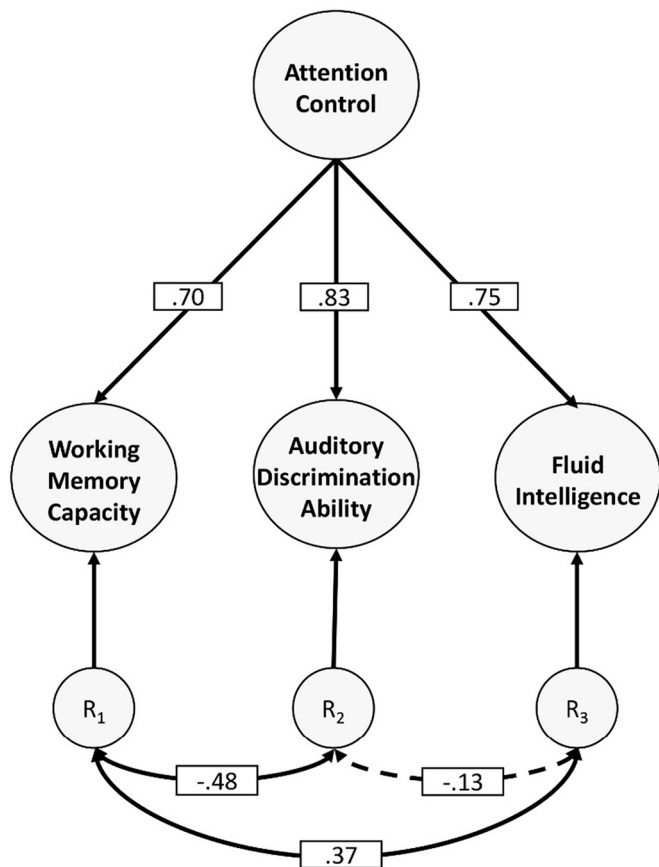 Attention
Control
.70
.83
.75
Working
Memory
Capacity
Auditory
Discrimination
Ability
Fluid
Intelligence
R₁
R₂
R₃
-.48
-.13
.37